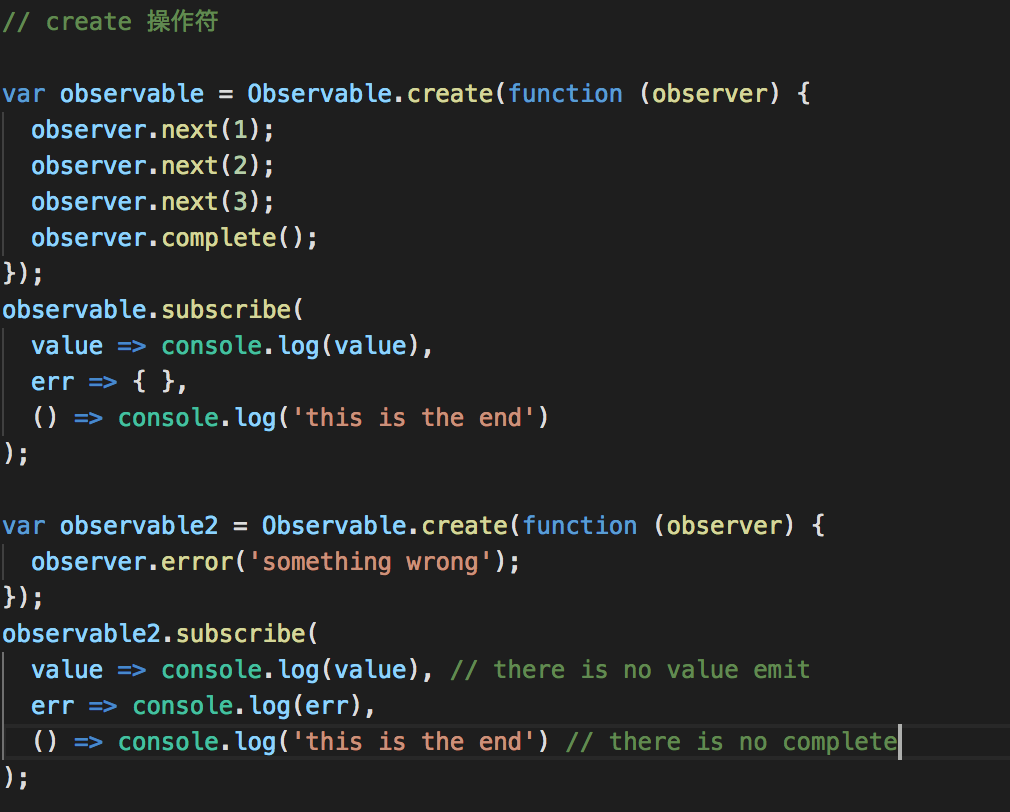 // create 操作符
var observable = Observable.create(function (observer) {
observer.next(1);
observer.next(2);
observer.next(3);
observer.complete();
});
observable.subscribe(
value => console.log(value),
err => { },
() => console.log('this is the end')
);
var observable2 = Observable.create(function (observer) {
observer.error('something wrong');
});
observable2.subscribe(
value => console.log(value), // there is no value emit
err => console.log(err),
() => console.log('this is the end') // there is no complete
);